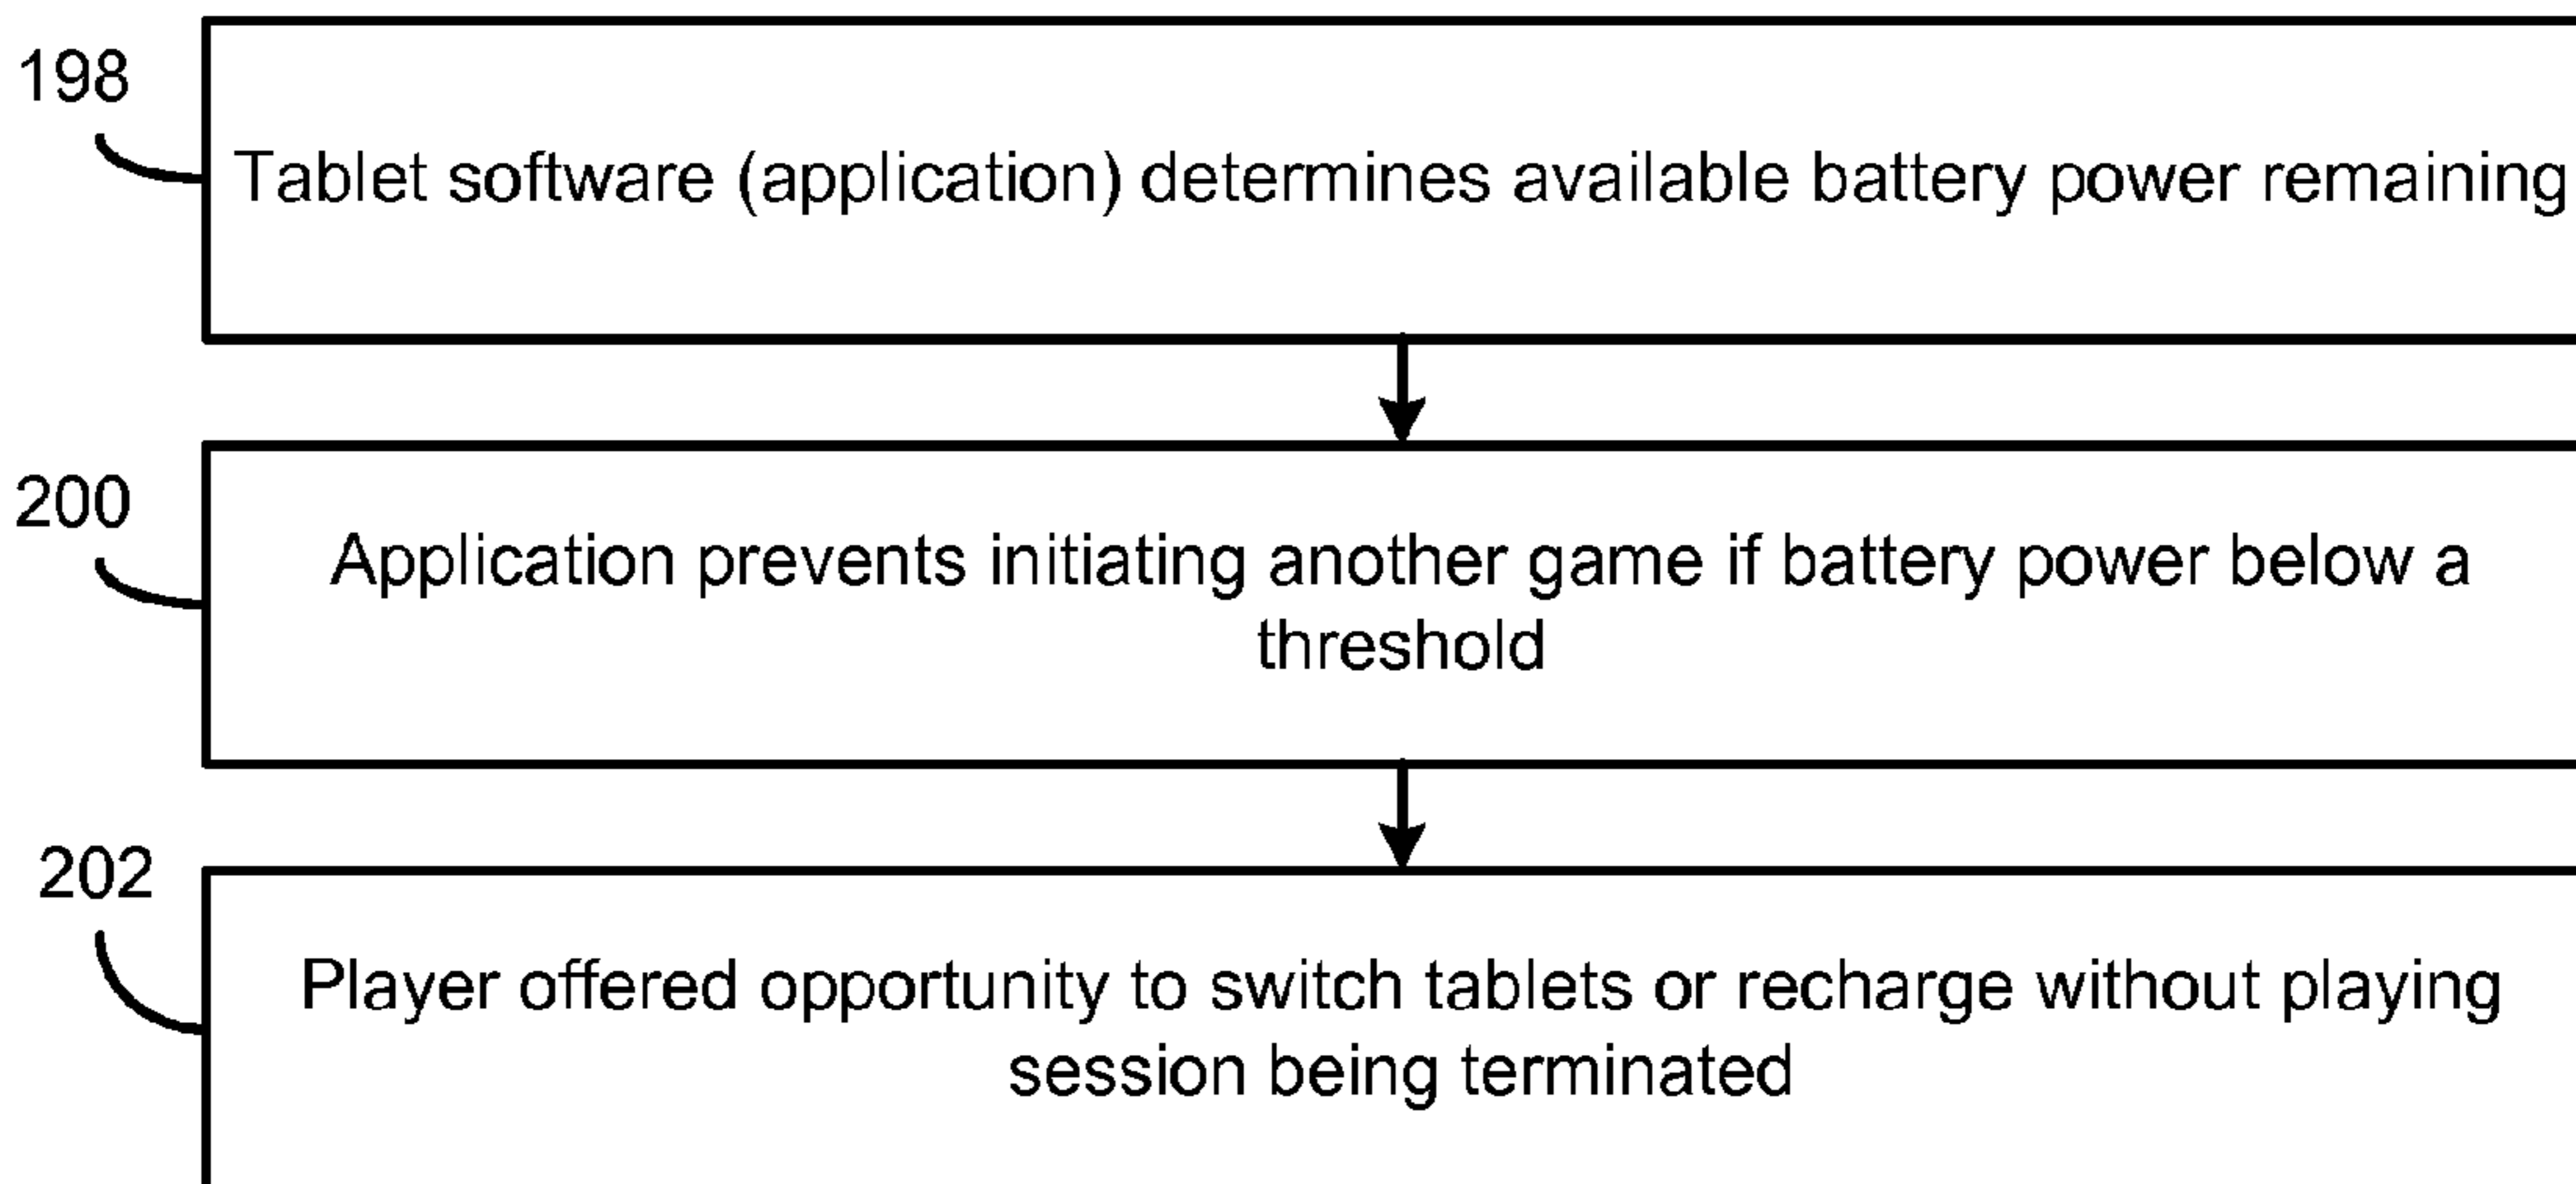 198
Tablet software (application) determines available battery power remaining
200
Application prevents initiating another game if battery power below a
threshold
202
Player offered opportunity to switch tablets or recharge without playing
session being terminated